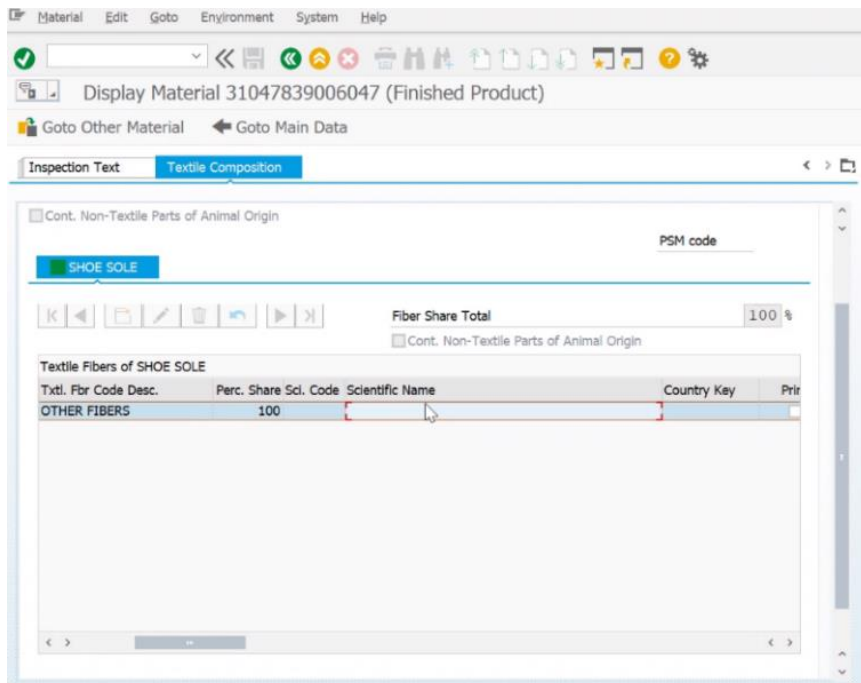 Material Edit Goto Environment System Help
Display Material 31047839006047 (Finished Product)
Goto Other Material Goto Main Data
Inspection Text Textile Composition
Cont. Non-Textile Parts of Animal Origin
PSM code
SHOE SOLE
Fiber Share Total 100 %
Cont. Non-Textile Parts of Animal Origin
Textile Fibers of SHOE SOLE
Txtl. Fbr Code Desc. Perc. Share Sci. Code Scientific Name Country Key Prir
OTHER FIBERS 100